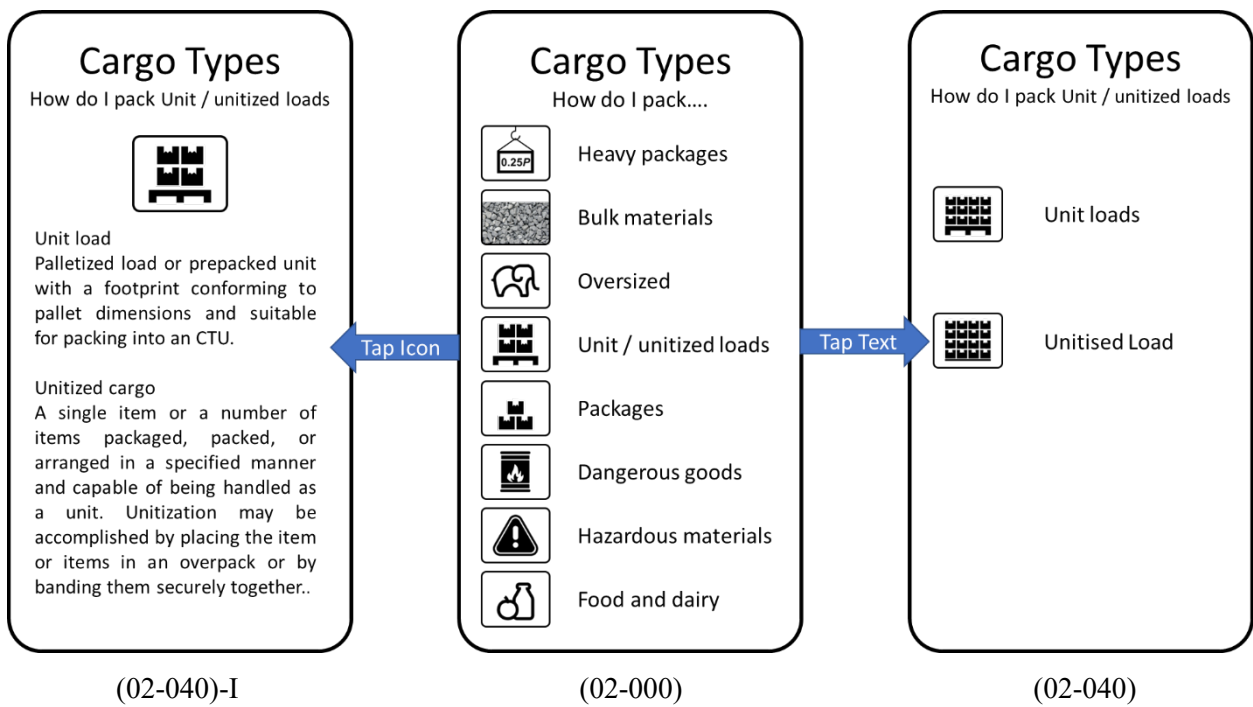 Cargo Types
How do I pack Unit / unitized loads
Unit load
Palletized load or prepacked unit
with a footprint conforming to
pallet dimensions and suitable
for packing into an CTU.
Unitized cargo
A single item or a number of
items packaged, packed, or
arranged in a specified manner
and capable of being handled as
a unit. Unitization may be
accomplished by placing the item
or items in an overpack or by
banding them securely together..
(02-040)-I
Tap Icon
Cargo Types
How do I pack....
0.25P
Heavy packages
Bulk materials
Oversized
Unit / unitized loads
Packages
Dangerous goods
Hazardous materials
Food and dairy
(02-000)
Tap Text
Cargo Types
How do I pack Unit / unitized loads
Unit loads
Unitised Load
(02-040)